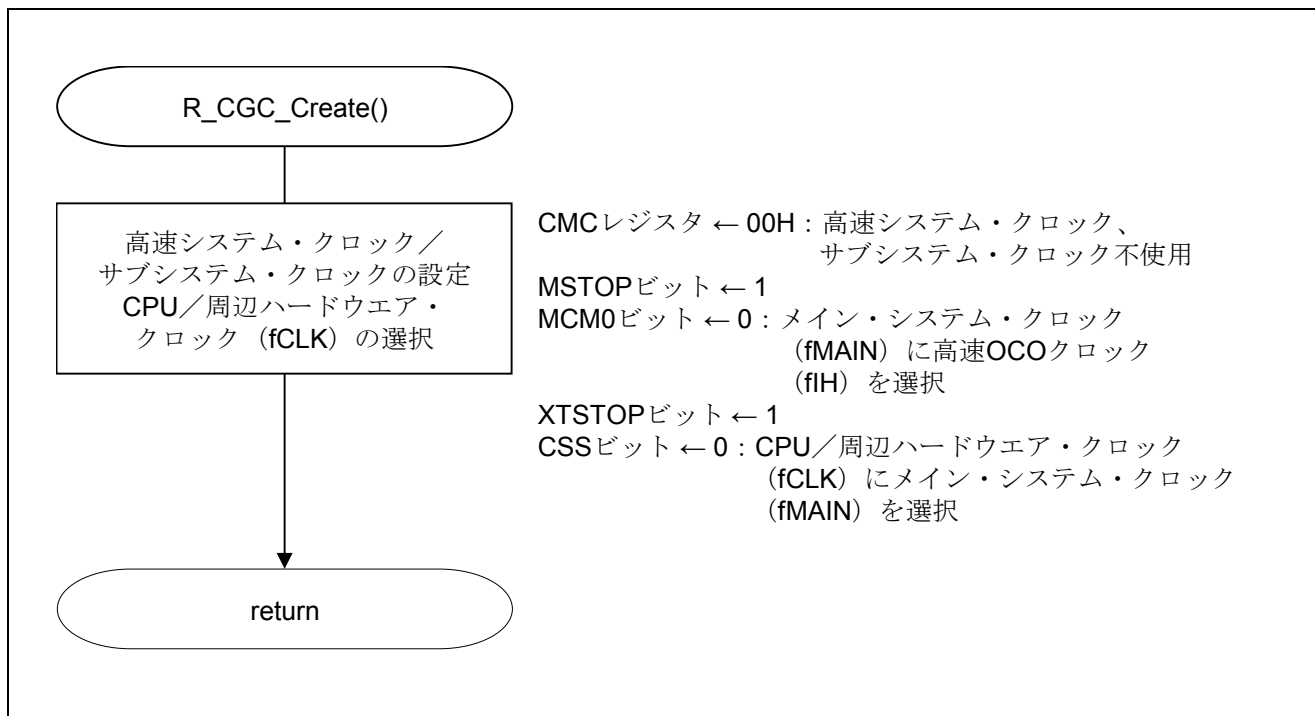 R_CGC_Create()
高速システム・クロック／
サブシステム・クロックの設定
CPU／周辺ハードウエア・
クロック（fCLK）の選択
CMCレジスタ ← 00H：高速システム・クロック、
サブシステム・クロック不使用
MSTOPビット ← 1
MCM0ビット ← 0：メイン・システム・クロック
（fMAIN）に高速OCOクロック
（fIH）を選択
XTSTOPビット ← 1
CSSビット ← 0：CPU／周辺ハードウエア・クロック
（fCLK）にメイン・システム・クロック
（fMAIN）を選択
return